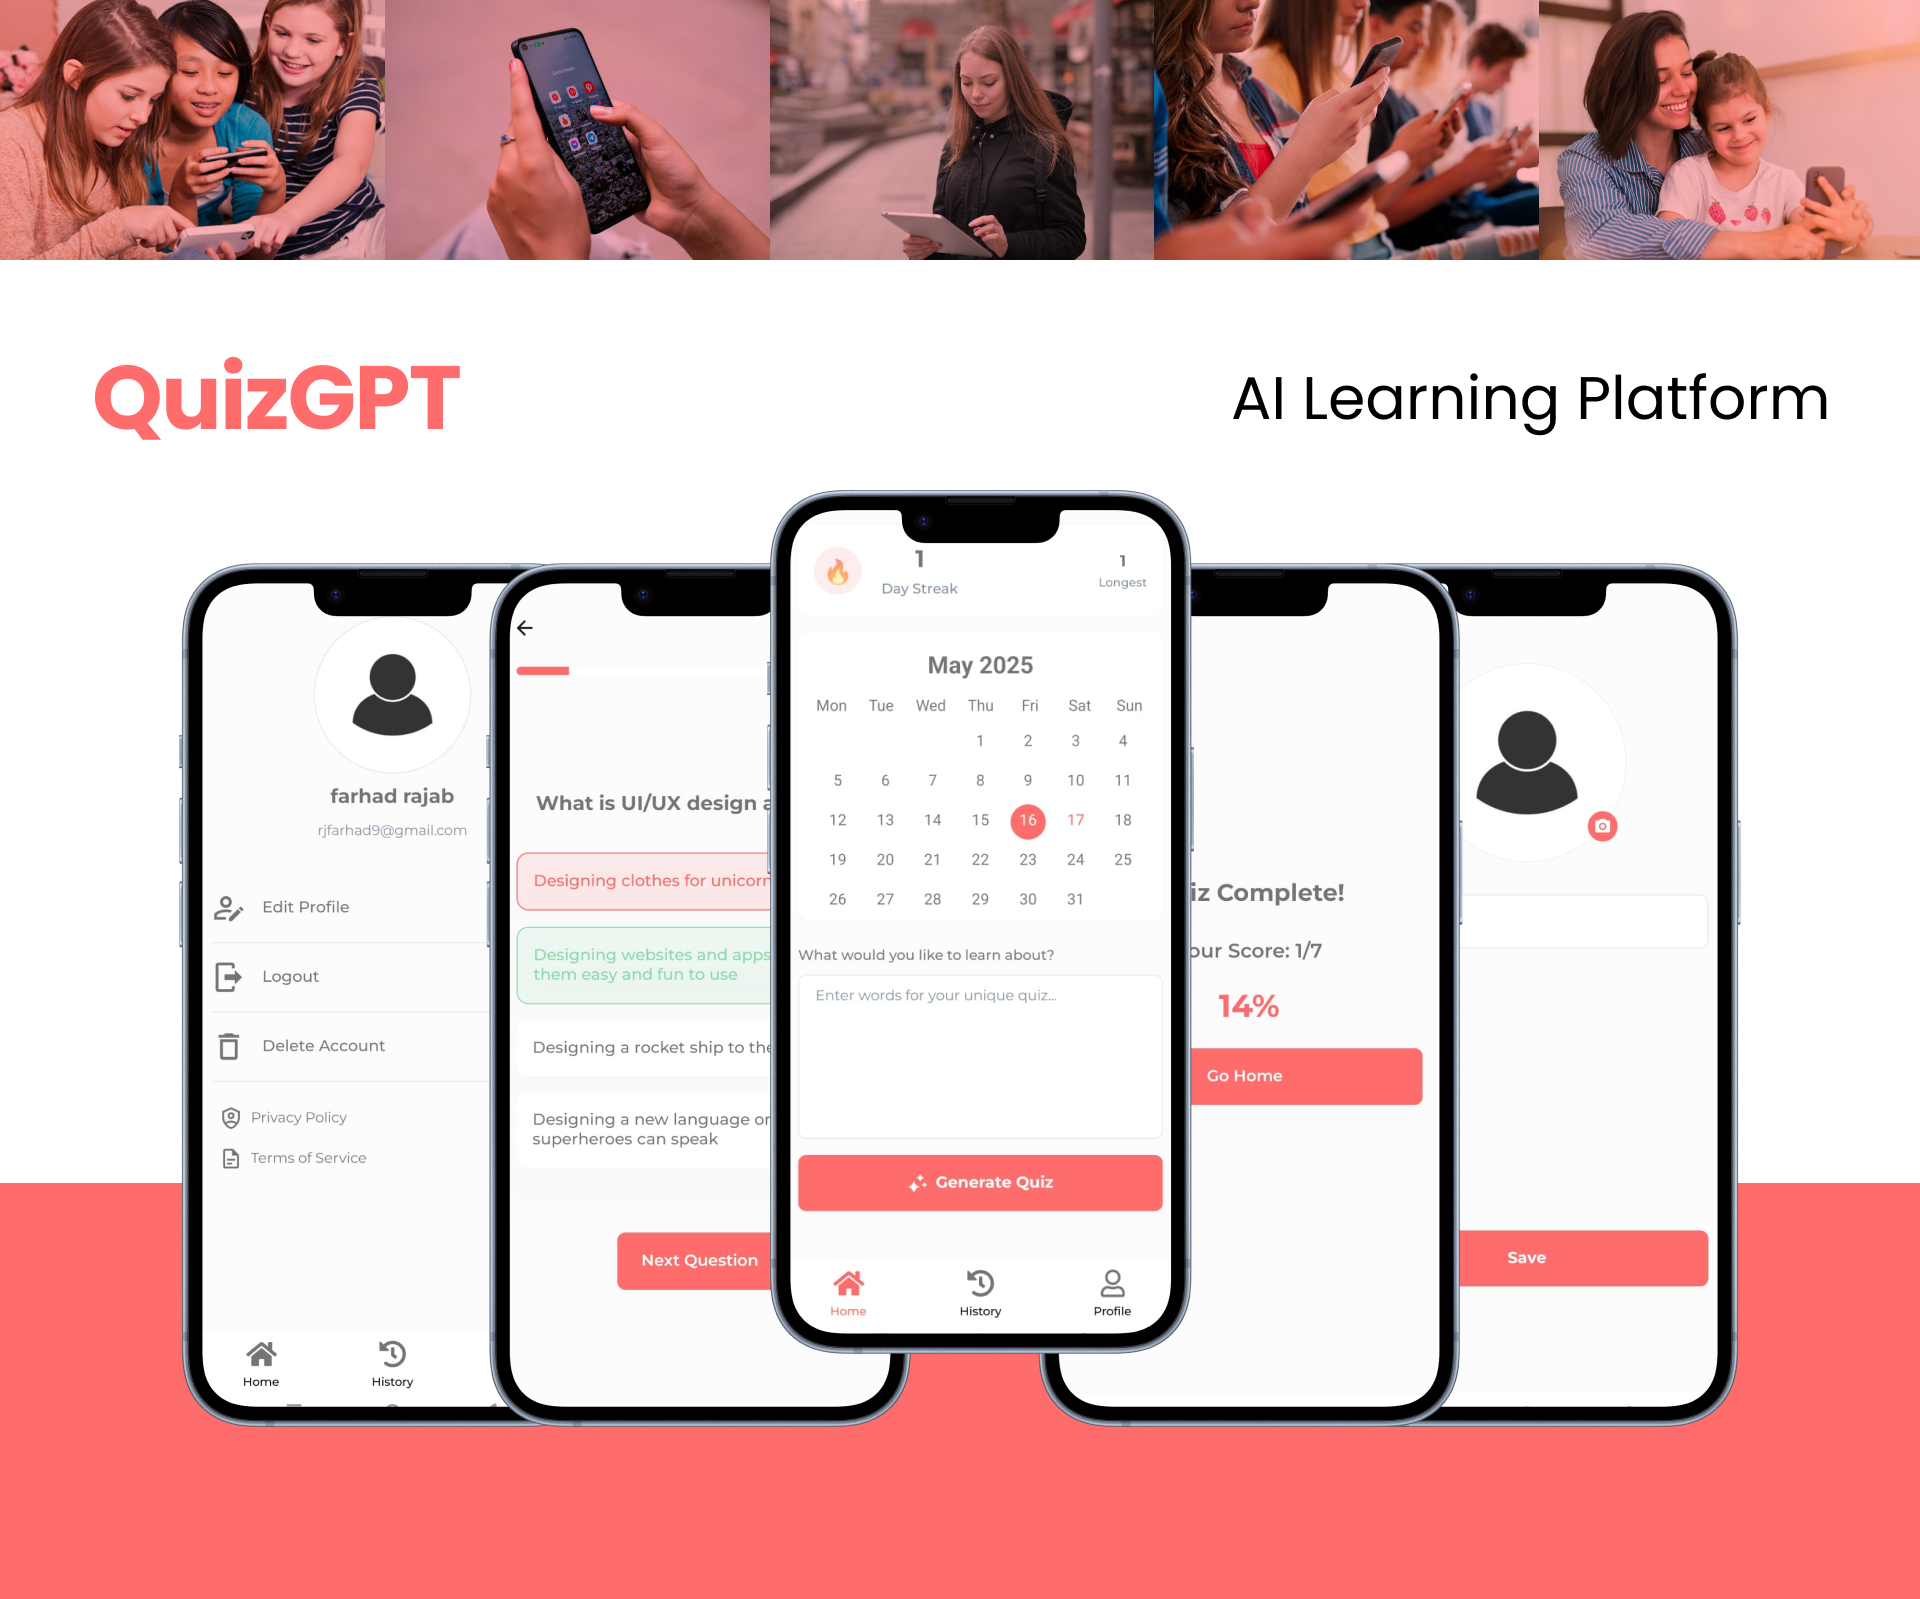 QuizGPT
AI Learning Platform
farhad rajab
rjfarhad9@gmail.com
Edit Profile
Logout
Delete Account
Privacy Policy
Terms of Service
Home
History
What is UI/UX design
Designing clothes for
Designing websites and apps
them easy and fun to use
Designing a rocket ship to
Designing a new language
superheroes can speak
Next Question
1
Day Streak
1
Longest
May 2025
Mon Tue Wed Thu Fri Sat Sun
1 2 3 4
5 6 7 8 9 10 11
12 13 14 15 16 17 18
19 20 21 22 23 24 25
26 27 28 29 30 31
What would you like to learn about?
Enter words for your unique quiz...
Generate Quiz
Home
History
Profile
Complete!
Score: 1/7
14%
Go Home
Save